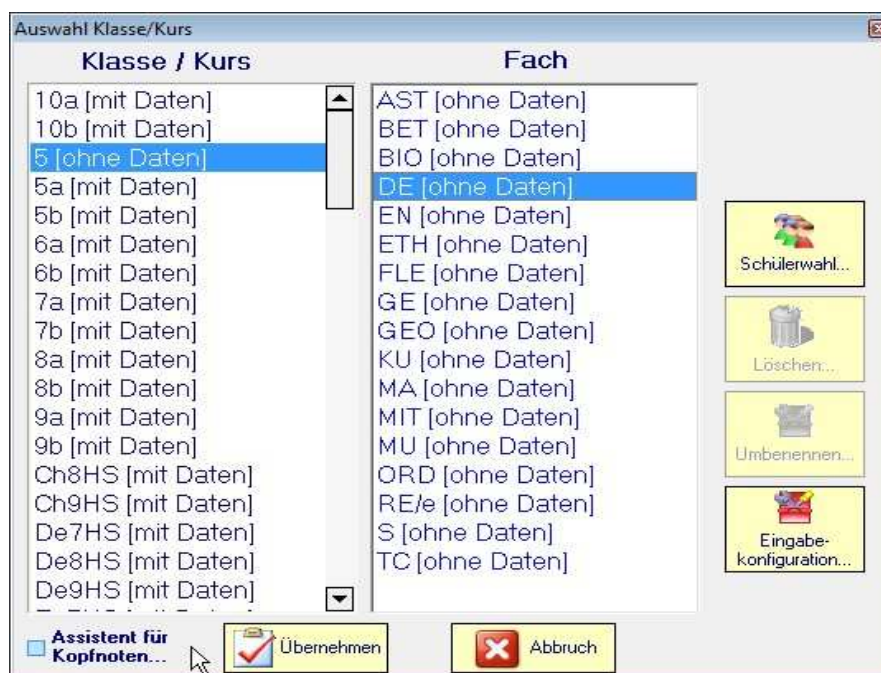 Auswahl Klasse/Kurs
Klasse / Kurs
10a [mit Daten]
10b [mit Daten]
5 [ohne Daten]
5a [mit Daten]
5b [mit Daten]
6a [mit Daten]
6b [mit Daten]
7a [mit Daten]
7b [mit Daten]
8a [mit Daten]
8b [mit Daten]
9a [mit Daten]
9b [mit Daten]
Ch8HS [mit Daten]
Ch9HS [mit Daten]
De7HS [mit Daten]
De8HS [mit Daten]
De9HS [mit Daten]
Fach
AST [ohne Daten]
BET [ohne Daten]
BIO [ohne Daten]
DE [ohne Daten]
EN [ohne Daten]
ETH [ohne Daten]
FLE [ohne Daten]
GE [ohne Daten]
GEO [ohne Daten]
KU [ohne Daten]
MA [ohne Daten]
MIT [ohne Daten]
MU [ohne Daten]
ORD [ohne Daten]
RE/e [ohne Daten]
S [ohne Daten]
TC [ohne Daten]
Schülerwahl...
Löschen...
Umbenennen...
Eingabe-
konfiguration...
Assistent für
Kopfnoten...
Übernehmen
Abbruch